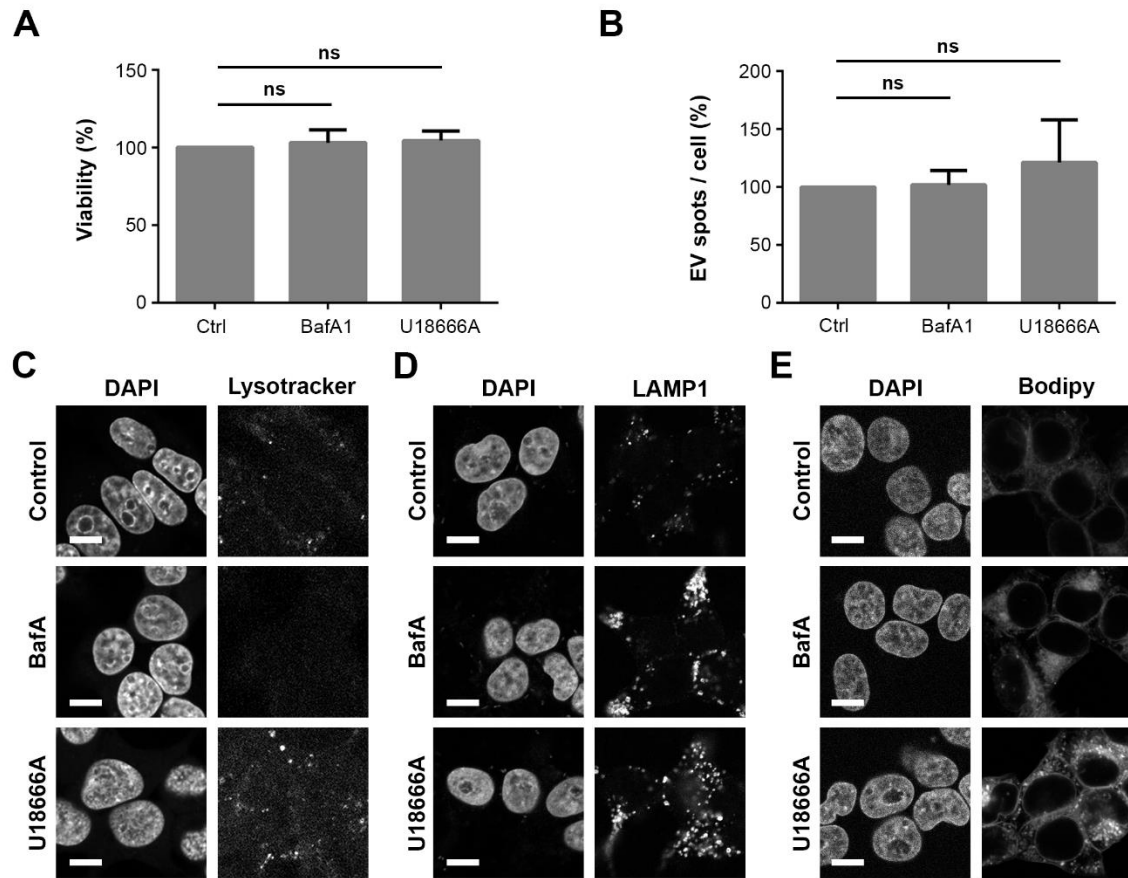 A
ns
ns
Viability (%)
150
100
50
0
Ctrl
BafA1
U18666A
B
ns
ns
EV spots / cell (%)
200
150
100
50
0
Ctrl
BafA1
U18666A
C
DAPI
Lysotracker
Control
BafA
U18666A
D
DAPI
LAMP1
Control
BafA
U18666A
E
DAPI
Bodipy
Control
BafA
U18666A